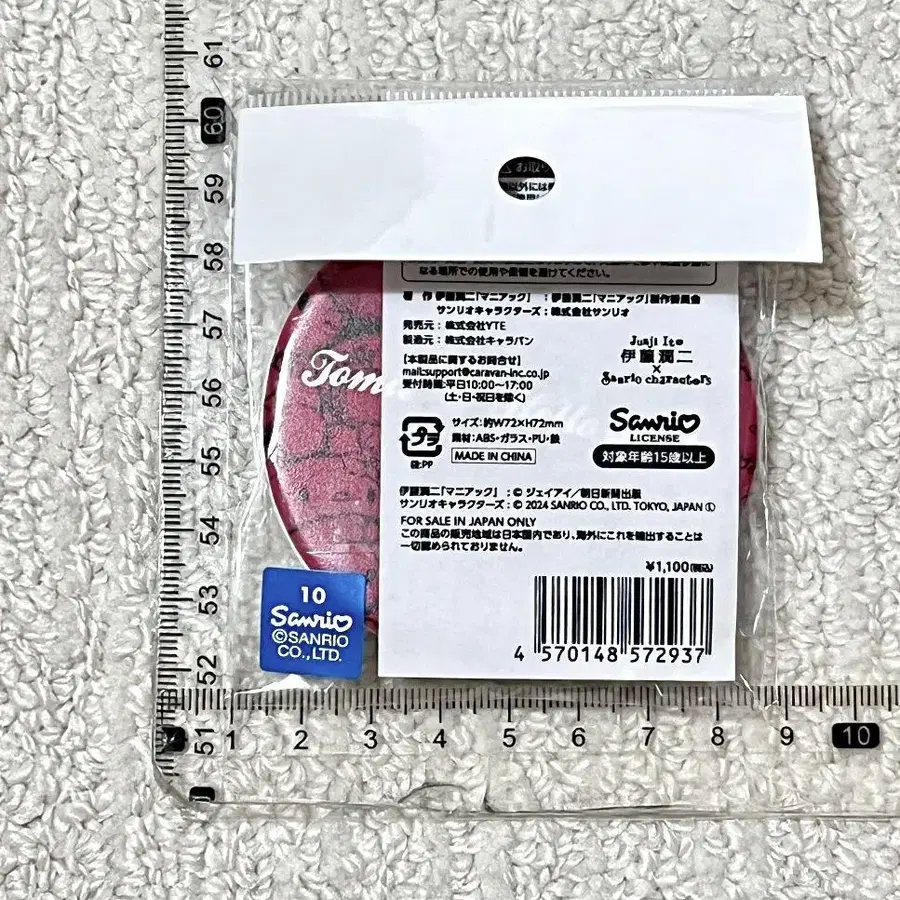 61
60
59
58
57
56
55
54
53
52
51
以外には
なる場所での使用や保管を避けてください。
著 作 伊藤潤二『マニアック』 : 伊藤潤二『マニアック』製作委員会
サンリオキャラクターズ : 株式会社サンリオ
発売元 : 株式会社YTE
製造元 : 株式会社キャラバン
【本製品に関するお問合せ】
mail:support@caravan-inc.co.jp
受付時間:平日10:00〜17:00
(土・日・祝日を除く)
Junji Ito
伊藤潤二
×
Sanrio characters
Tom
プラ
袋:PP
サイズ:約W72×H72mm
素材:ABS・ガラス・PU・鉄
MADE IN CHINA
Sanrio
LICENSE
対象年齢15歳以上
伊藤潤二『マニアック』 : © ジェイアイ/朝日新聞出版
サンリオキャラクターズ : © 2024 SANRIO CO., LTD. TOKYO, JAPAN Ⓛ
FOR SALE IN JAPAN ONLY
この商品の販売地域は日本国内であり、海外にこれを輸出することは
一切認められておりません。
¥1,100(税込)
4 570148 572937
10
Sanrio
©SANRIO
CO.,LTD.
1 2 3 4 5 6 7 8 9 10